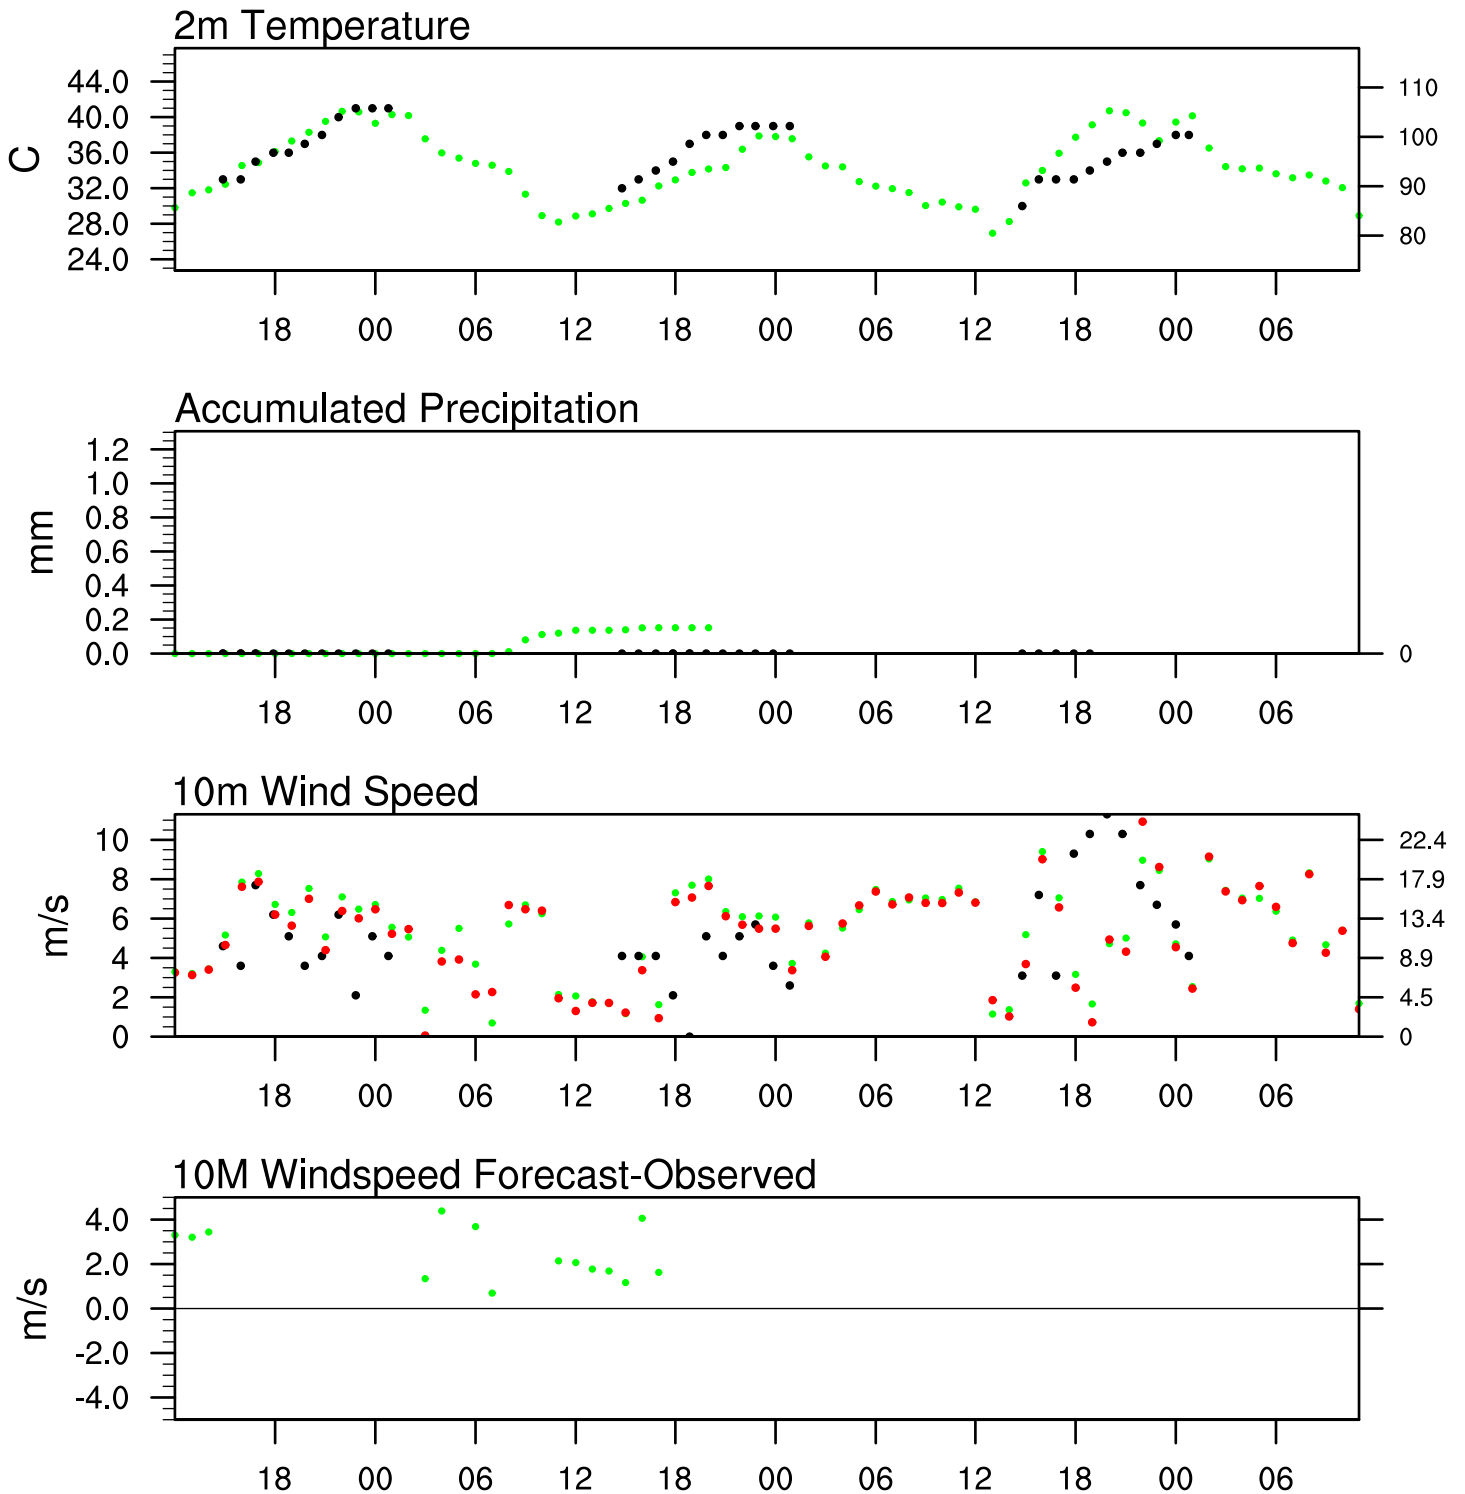 2m Temperature
44.0
40.0
36.0
32.0
28.0
24.0
C
110
100
90
80
18 00 06 12 18 00 06 12 18 00 06
Accumulated Precipitation
1.2
1.0
0.8
0.6
0.4
0.2
0.0
mm
0
18 00 06 12 18 00 06 12 18 00 06
10m Wind Speed
10
8
6
4
2
0
m/s
22.4
17.9
13.4
8.9
4.5
0
18 00 06 12 18 00 06 12 18 00 06
10M Windspeed Forecast-Observed
4.0
2.0
0.0
-2.0
-4.0
m/s
18 00 06 12 18 00 06 12 18 00 06